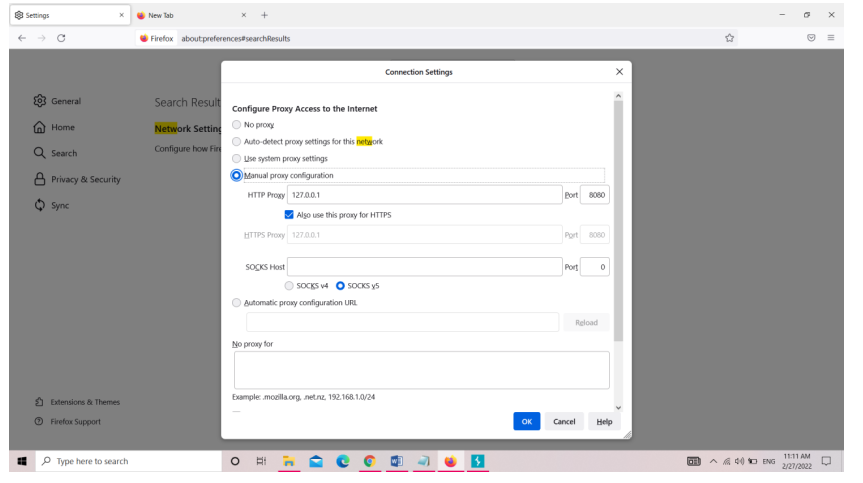 Settings
New Tab
Firefox about:preferences#searchResults
Connection Settings
General
Home
Search
Privacy & Security
Sync
Extensions & Themes
Firefox Support
Search Result
Network Setting
Configure how Fire
Configure Proxy Access to the Internet
No proxy
Auto-detect proxy settings for this network
Use system proxy settings
Manual proxy configuration
HTTP Proxy 127.0.0.1 Port 8080
Also use this proxy for HTTPS
HTTPS Proxy 127.0.0.1 Port 8080
SOCKS Host Port 0
SOCKS v4 SOCKS v5
Automatic proxy configuration URL
Reload
No proxy for
Example: .mozilla.org, .net.nz, 192.168.1.0/24
OK Cancel Help
Type here to search
ENG
11:11 AM
2/27/2022